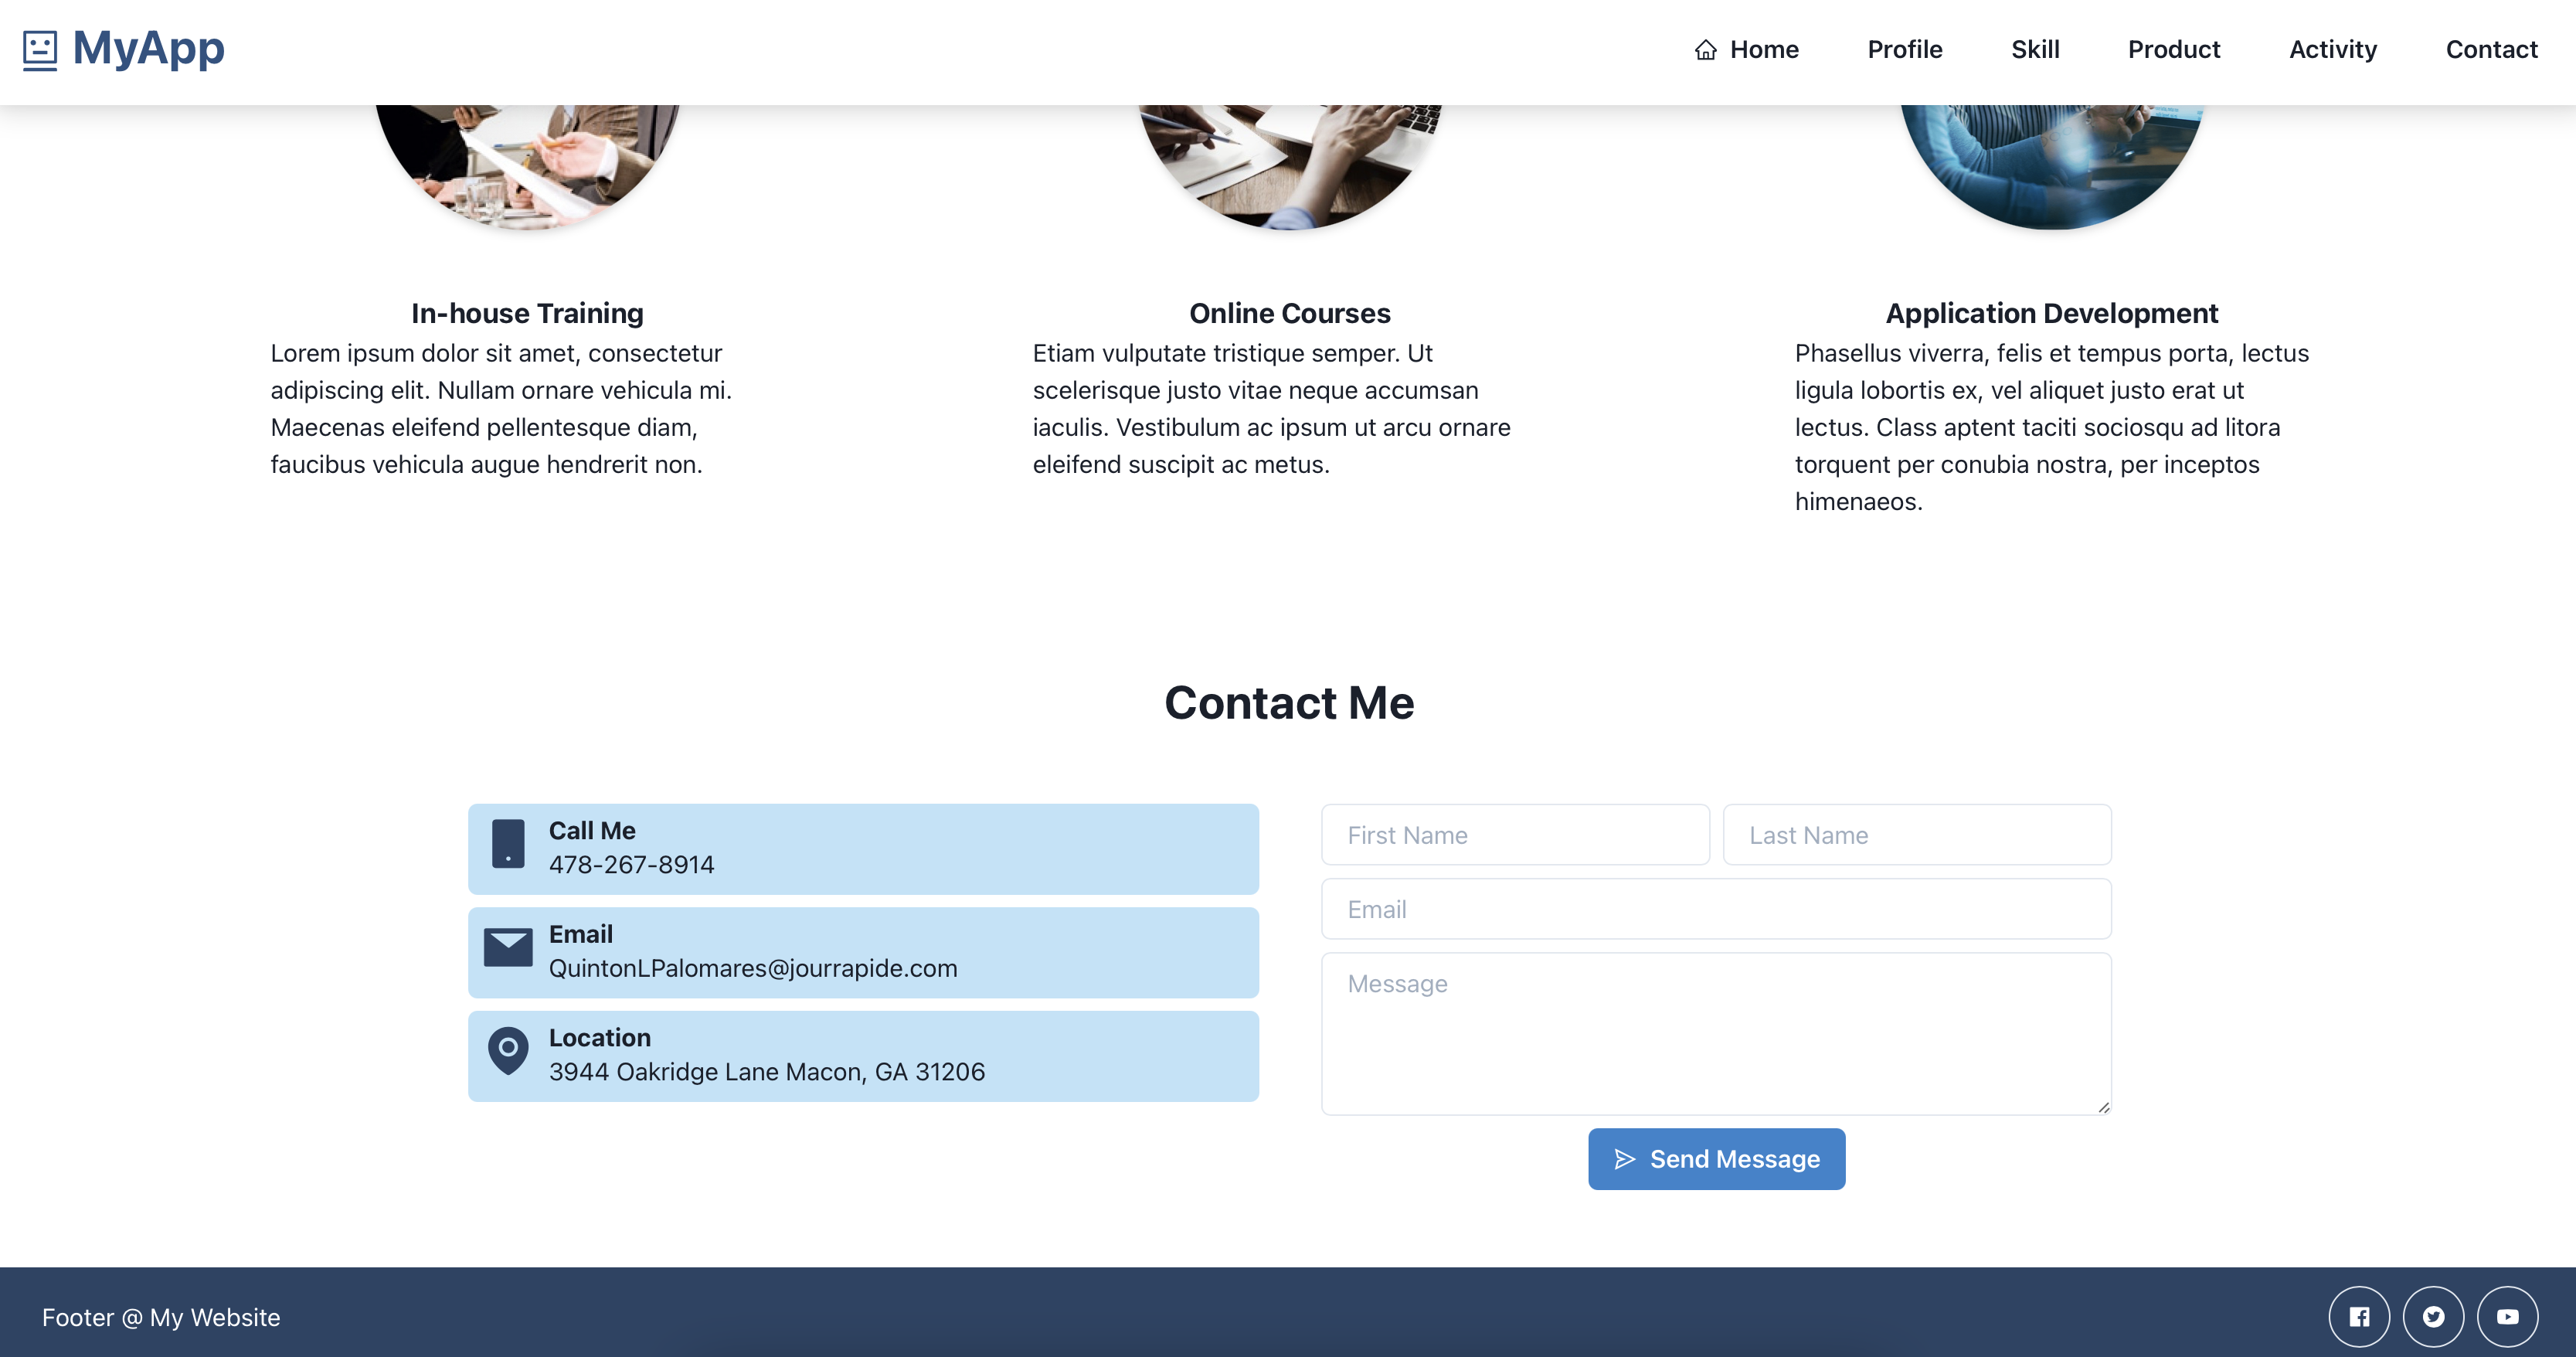 MyApp
Home Profile Skill Product Activity Contact
In-house Training
Lorem ipsum dolor sit amet, consectetur
adipiscing elit. Nullam ornare vehicula mi.
Maecenas eleifend pellentesque diam,
faucibus vehicula augue hendrerit non.
Online Courses
Etiam vulputate tristique semper. Ut
scelerisque justo vitae neque accumsan
iaculis. Vestibulum ac ipsum ut arcu ornare
eleifend suscipit ac metus.
Application Development
Phasellus viverra, felis et tempus porta, lectus
ligula lobortis ex, vel aliquet justo erat ut
lectus. Class aptent taciti sociosqu ad litora
torquent per conubia nostra, per inceptos
himenaeos.
Contact Me
Call Me
478-267-8914
Email
QuintonLPalomares@jourrapide.com
Location
3944 Oakridge Lane Macon, GA 31206
First Name
Last Name
Email
Message
Send Message
Footer @ My Website